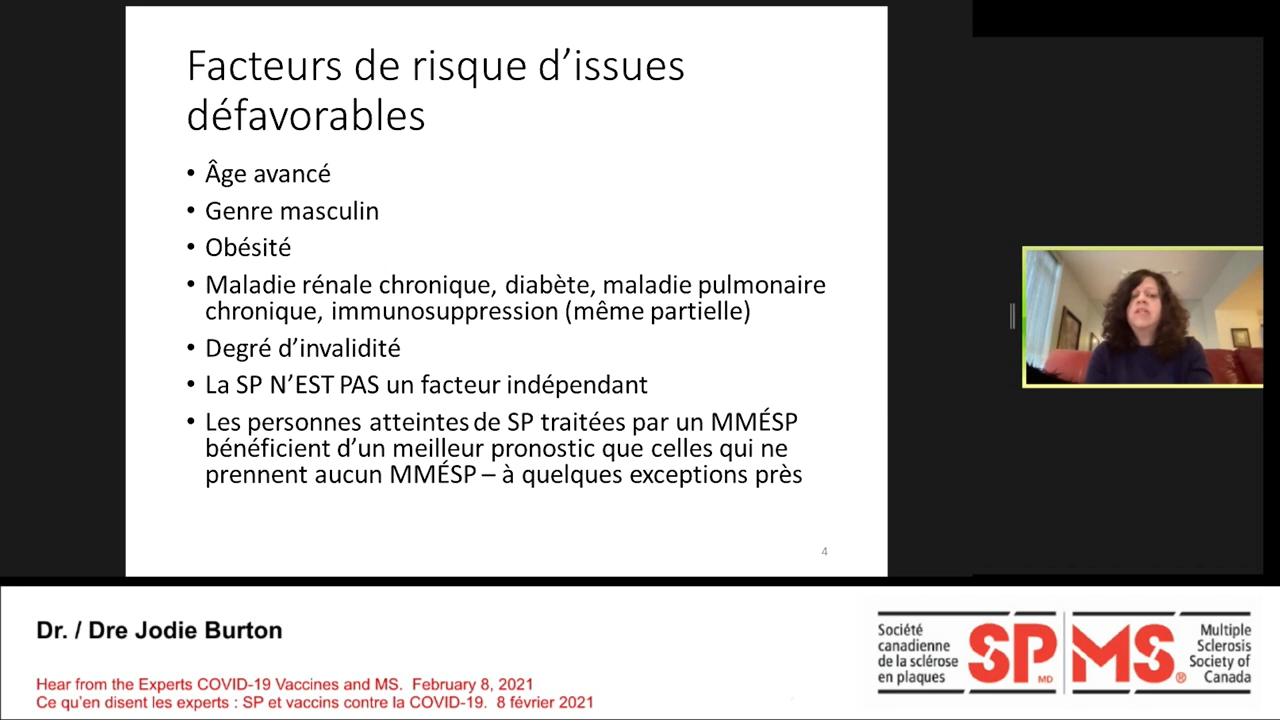 Facteurs de risque d’issues
défavorables
• Âge avancé
• Genre masculin
• Obésité
• Maladie rénale chronique, diabète, maladie pulmonaire
chronique, immunosuppression (même partielle)
• Degré d’invalidité
• La SP N’EST PAS un facteur indépendant
• Les personnes atteintes de SP traitées par un MMÉSP
bénéficient d’un meilleur pronostic que celles qui ne
prennent aucun MMÉSP – à quelques exceptions près
4
Dr. / Dre Jodie Burton
Hear from the Experts COVID-19 Vaccines and MS. February 8, 2021
Ce qu'en disent les experts : SP et vaccins contre la COVID-19. 8 février 2021
Société
canadienne
de la sclérose
en plaques
SP
MD
MS
®
Multiple
Sclerosis
Society of
Canada